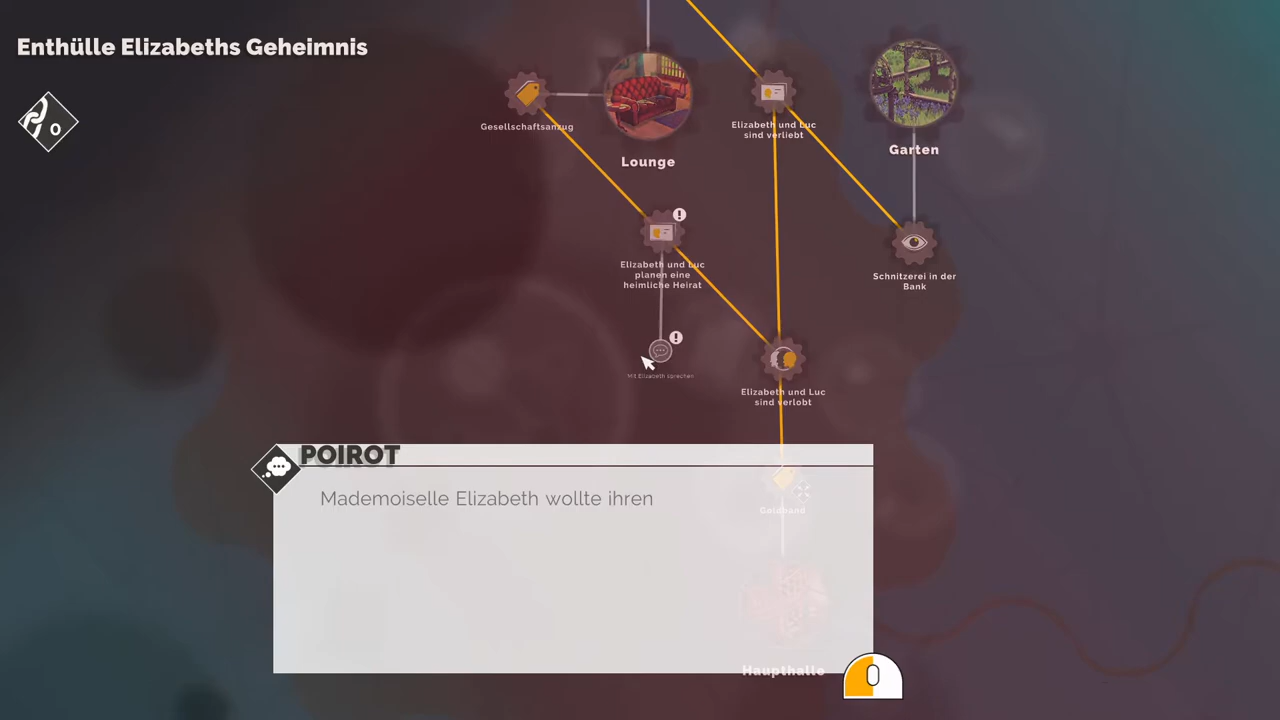 Enthülle Elizabeths Geheimnis
0
Gesellschaftsanzug
Lounge
Elizabeth und Luc
sind verliebt
Garten
Elizabeth und Luc
planen eine
heimliche Heirat
Schnitzerei in der
Bank
Mit Elizabeth sprechen
Elizabeth und Luc
sind verlobt
POIROT
Mademoiselle Elizabeth wollte ihren
Goldband
Haupthalle